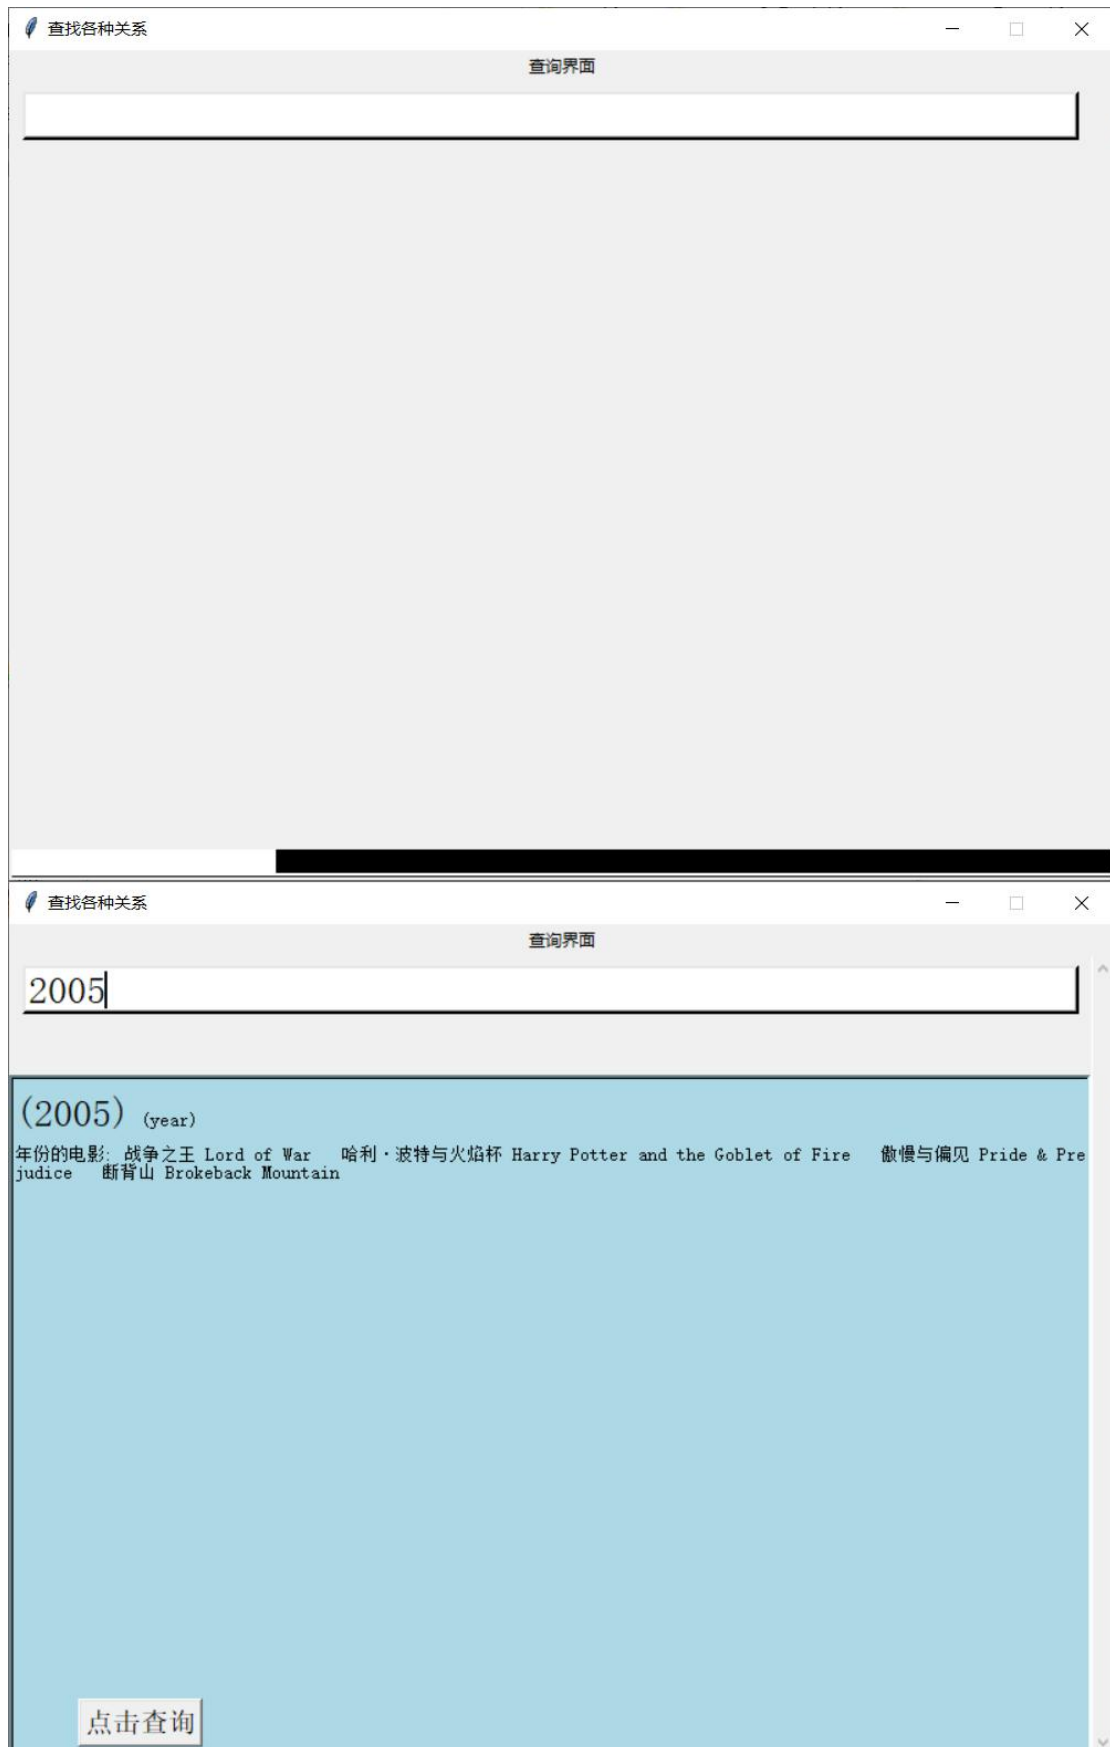 查找各种关系
查询界面
查找各种关系
查询界面
2005
(2005) (year)
年份的电影: 战争之王 Lord of War   哈利·波特与火焰杯 Harry Potter and the Goblet of Fire   傲慢与偏见 Pride & Pre
judice   断背山 Brokeback Mountain
点击查询